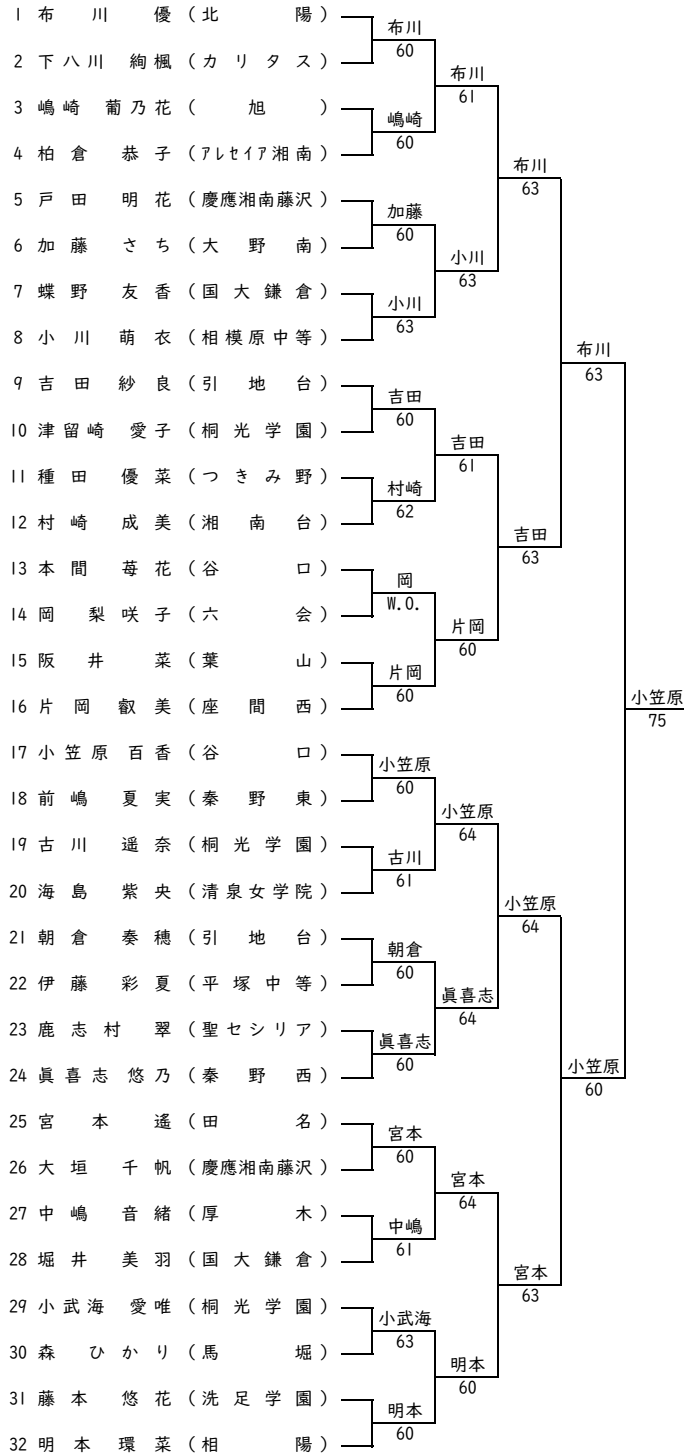 1 布川 優 (北陽)
布川
60
2 下八川 絢楓 (カリタス)
布川
61
3 嶋崎 葡乃花 (旭)
嶋崎
60
4 柏倉 恭子 (アレセイア湘南)
布川
63
5 戸田 明花 (慶應湘南藤沢)
加藤
60
6 加藤 さち (大野南)
小川
63
7 蝶野 友香 (国大鎌倉)
小川
63
8 小川 萌衣 (相模原中等)
布川
63
9 吉田 紗良 (引地台)
吉田
60
10 津留崎 愛子 (桐光学園)
吉田
61
11 種田 優菜 (つきみ野)
村崎
62
12 村崎 成美 (湘南台)
吉田
63
13 本間 苺花 (谷口)
岡
W.O.
14 岡 梨咲子 (六会)
片岡
60
15 阪井 菜 (葉山)
片岡
60
16 片岡 叡美 (座間西)
小笠原
75
17 小笠原 百香 (谷口)
小笠原
60
18 前嶋 夏実 (秦野東)
小笠原
64
19 古川 遥奈 (桐光学園)
古川
61
20 海島 紫央 (清泉女学院)
小笠原
64
21 朝倉 奏穂 (引地台)
朝倉
60
22 伊藤 彩夏 (平塚中等)
眞喜志
64
23 鹿志村 翠 (聖セシリア)
眞喜志
60
24 眞喜志 悠乃 (秦野西)
小笠原
60
25 宮本 遙 (田名)
宮本
60
26 大垣 千帆 (慶應湘南藤沢)
宮本
64
27 中嶋 音緒 (厚木)
中嶋
61
28 堀井 美羽 (国大鎌倉)
宮本
63
29 小武海 愛唯 (桐光学園)
小武海
63
30 森 ひかり (馬堀)
明本
60
31 藤本 悠花 (洗足学園)
明本
60
32 明本 環菜 (相陽)